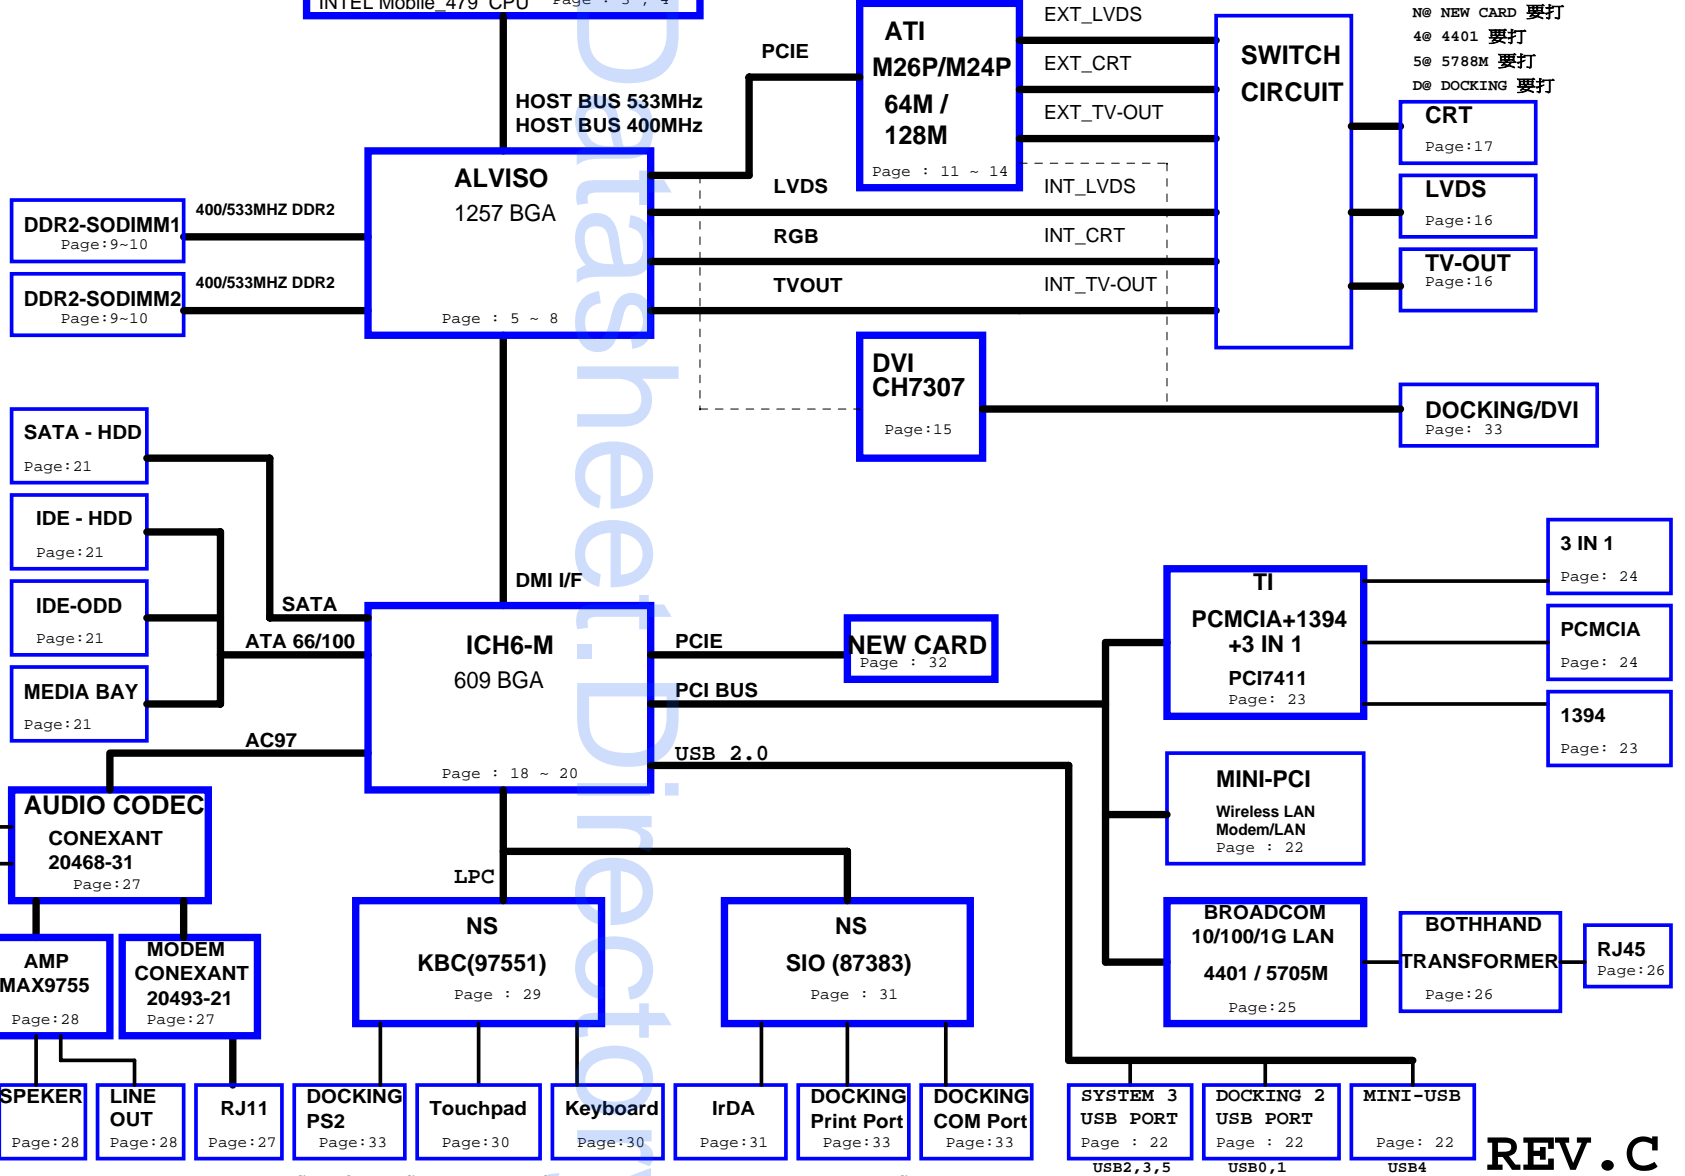 INTEL Mobile_479 CPU
Page : 3 , 4
HOST BUS 533MHz
HOST BUS 400MHz
PCIE
ATI
M26P/M24P
64M /
128M
Page : 11 ~ 14
EXT_LVDS
EXT_CRT
EXT_TV-OUT
SWITCH
CIRCUIT
N@ NEW CARD 要打
4@ 4401 要打
5@ 5788M 要打
D@ DOCKING 要打
CRT
Page:17
LVDS
Page:16
TV-OUT
Page:16
ALVISO
1257 BGA
Page : 5 ~ 8
LVDS
INT_LVDS
RGB
INT_CRT
TVOUT
INT_TV-OUT
DDR2-SODIMM1
Page:9~10
400/533MHZ DDR2
DDR2-SODIMM2
Page:9~10
400/533MHZ DDR2
DVI
CH7307
Page:15
DOCKING/DVI
Page: 33
SATA - HDD
Page:21
IDE - HDD
Page:21
IDE-ODD
Page:21
MEDIA BAY
Page:21
SATA
ATA 66/100
AC97
DMI I/F
ICH6-M
609 BGA
Page : 18 ~ 20
PCIE
NEW CARD
Page : 32
PCI BUS
USB 2.0
TI
PCMCIA+1394
+3 IN 1
PCI7411
Page: 23
3 IN 1
Page: 24
PCMCIA
Page: 24
1394
Page: 23
MINI-PCI
Wireless LAN
Modem/LAN
Page : 22
BROADCOM
10/100/1G LAN
4401 / 5705M
Page:25
BOTHHAND
TRANSFORMER
Page:26
RJ45
Page:26
AUDIO CODEC
CONEXANT
20468-31
Page:27
AMP
MAX9755
Page:28
MODEM
CONEXANT
20493-21
Page:27
LPC
NS
KBC(97551)
Page : 29
NS
SIO (87383)
Page : 31
SPEKER
Page:28
LINE
OUT
Page:28
RJ11
Page:27
DOCKING
PS2
Page:33
Touchpad
Page:30
Keyboard
Page:30
IrDA
Page:31
DOCKING
Print Port
Page:33
DOCKING
COM Port
Page:33
SYSTEM 3
USB PORT
Page : 22
USB2,3,5
DOCKING 2
USB PORT
Page : 22
USB0,1
MINI-USB
Page: 22
USB4
REV.C
Datasheet.Directory